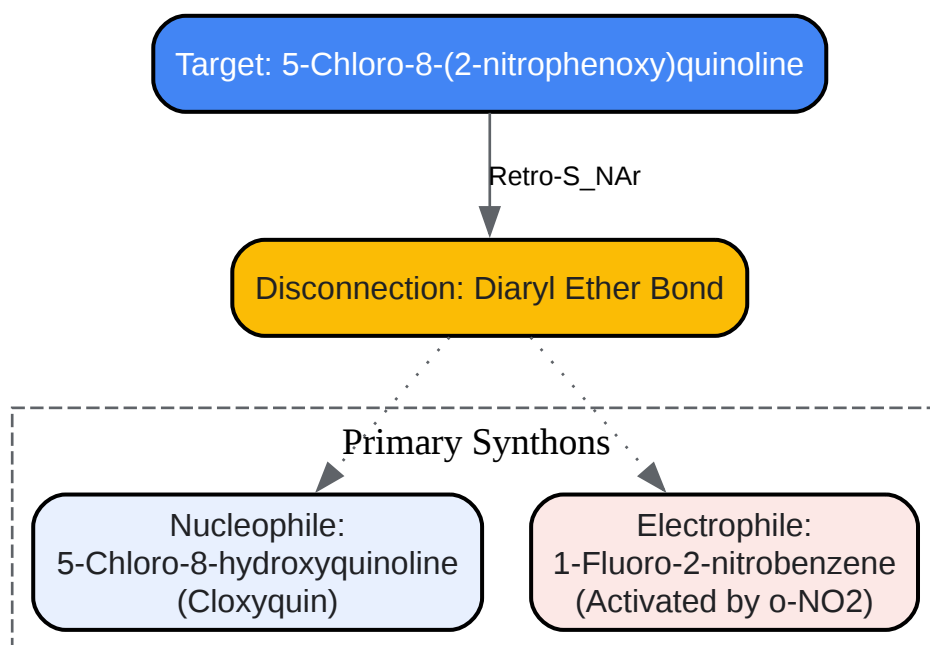 Target: 5-Chloro-8-(2-nitrophenoxy)quinoline
Retro-S_NAr
Disconnection: Diaryl Ether Bond
Primary Synthons
Nucleophile:
5-Chloro-8-hydroxyquinoline
(Cloxyquin)
Electrophile:
1-Fluoro-2-nitrobenzene
(Activated by o-NO2)